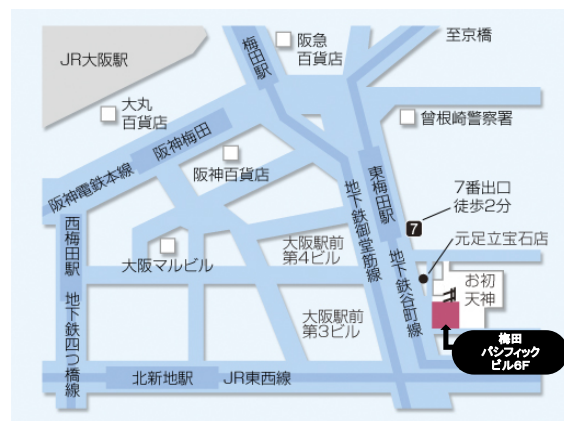 JR大阪駅
梅田駅
阪急
百貨店
至京橋
大丸
百貨店
阪神梅田
曾根崎警察署
阪神電鉄本線
阪神百貨店
東梅田駅
7番出口
徒歩2分
7
地下鉄御堂筋線
元足立宝石店
西梅田駅
地下鉄四つ橋線
大阪マルビル
大阪駅前
第4ビル
地下鉄谷町線
お初
天神
大阪駅前
第3ビル
梅田
パシフィック
ビル6F
北新地駅
JR東西線